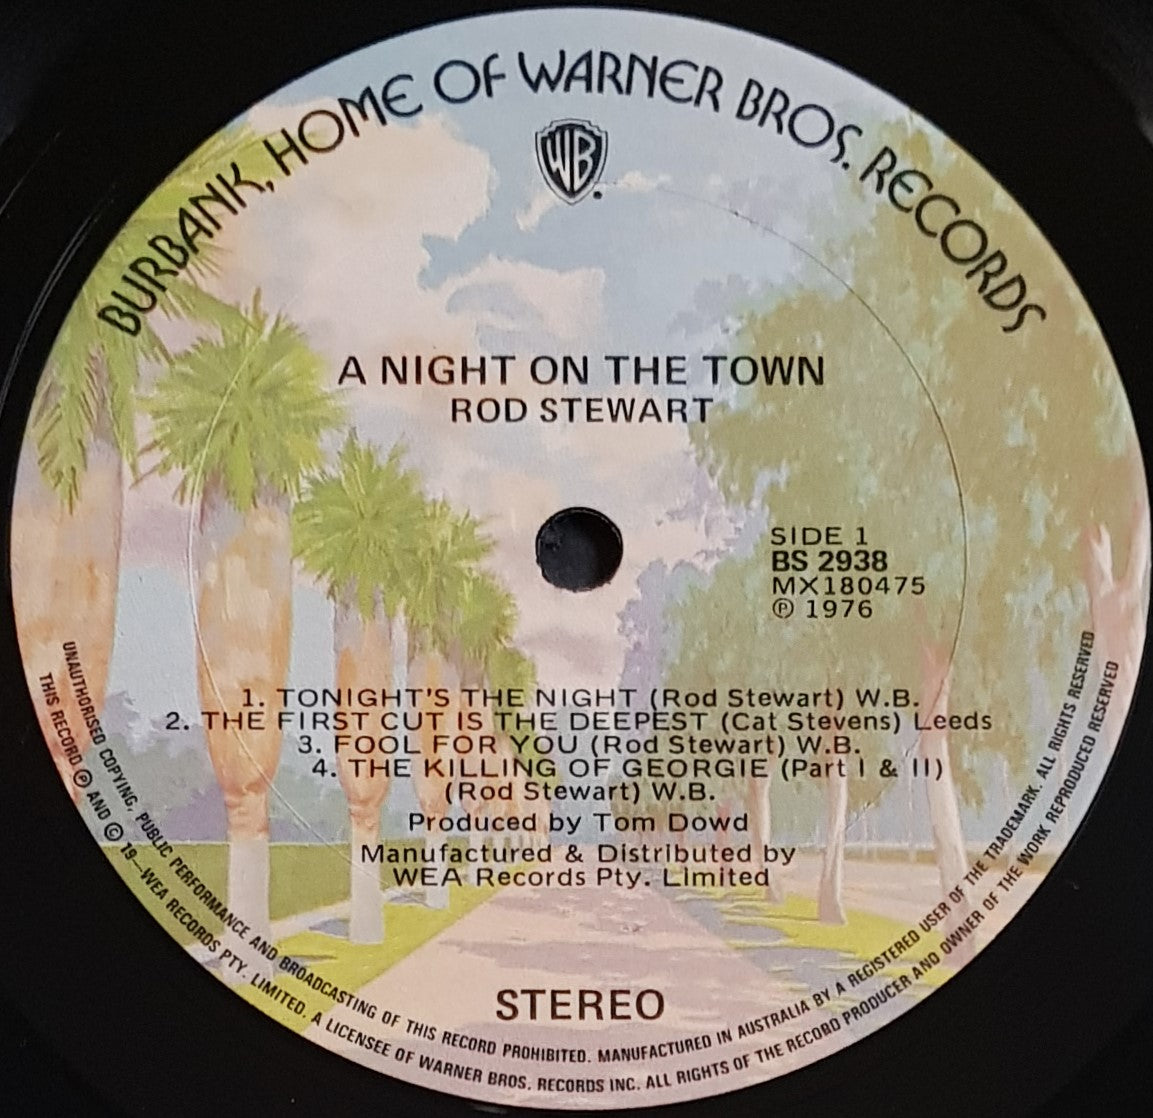 BURBANK, HOME OF WARNER BROS. RECORDS
WB
A NIGHT ON THE TOWN
ROD STEWART
SIDE 1
BS 2938
MX180475
℗ 1976
1. TONIGHT'S THE NIGHT (Rod Stewart) W.B.
2. THE FIRST CUT IS THE DEEPEST (Cat Stevens) Leeds
3. FOOL FOR YOU (Rod Stewart) W.B.
4. THE KILLING OF GEORGIE (Part I & II)
(Rod Stewart) W.B.
Produced by Tom Dowd
Manufactured & Distributed by
WEA Records Pty. Limited
STEREO
UNAUTHORISED COPYING, PUBLIC PERFORMANCE AND BROADCASTING OF THIS RECORD PROHIBITED. MANUFACTURED IN AUSTRALIA BY A REGISTERED USER OF THE TRADEMARK. ALL RIGHTS RESERVED
THIS RECORD ℗ AND © 19—WEA RECORDS PTY. LIMITED. A LICENSEE OF WARNER BROS. RECORDS INC. ALL RIGHTS OF THE RECORD PRODUCER AND OWNER OF THE WORK REPRODUCED RESERVED